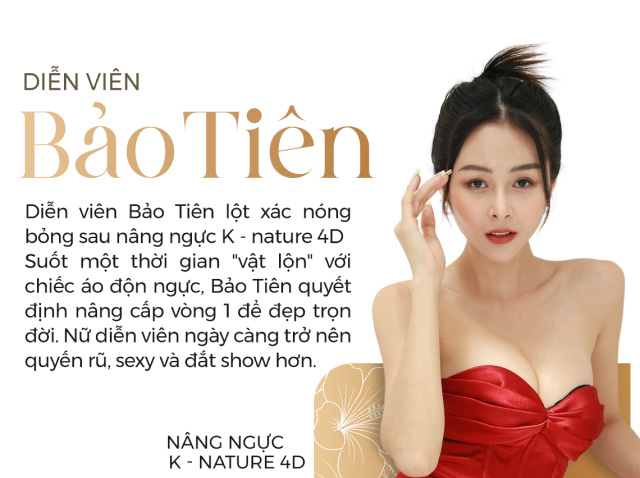 DIỄN VIÊN
Bảo Tiên
Diễn viên Bảo Tiên lột xác nóng
bỏng sau nâng ngực K - nature 4D
Suốt một thời gian "vật lộn" với
chiếc áo độn ngực, Bảo Tiên quyết
định nâng cấp vòng 1 để đẹp trọn
đời. Nữ diễn viên ngày càng trở nên
quyến rũ, sexy và đắt show hơn.
NÂNG NGỰC
K - NATURE 4D